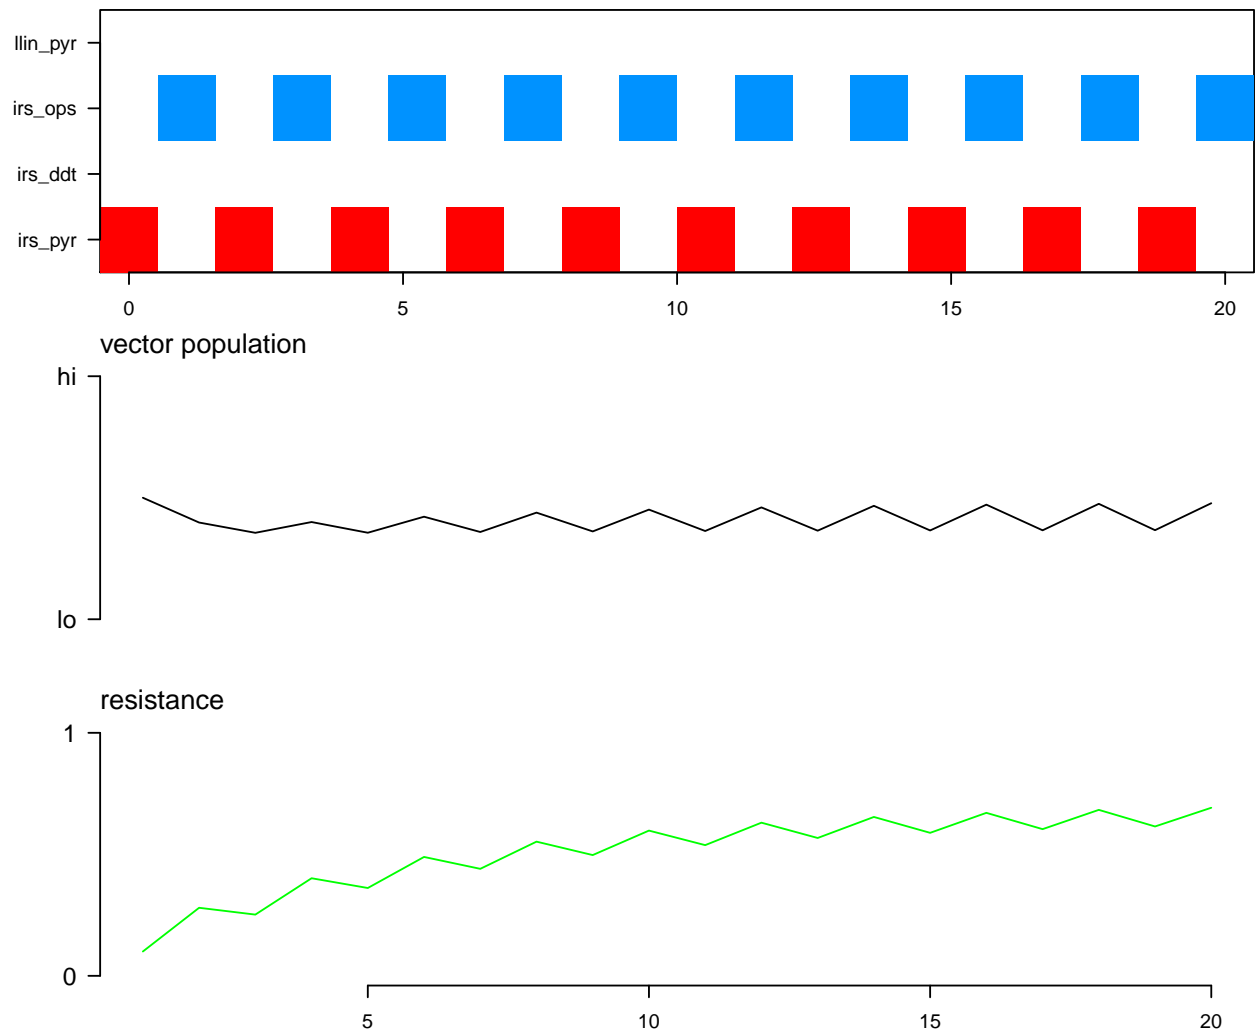 llin_pyr
irs_ops
irs_ddt
irs_pyr
0 5 10 15 20
vector population
hi
lo
resistance
1
0
5 10 15 20